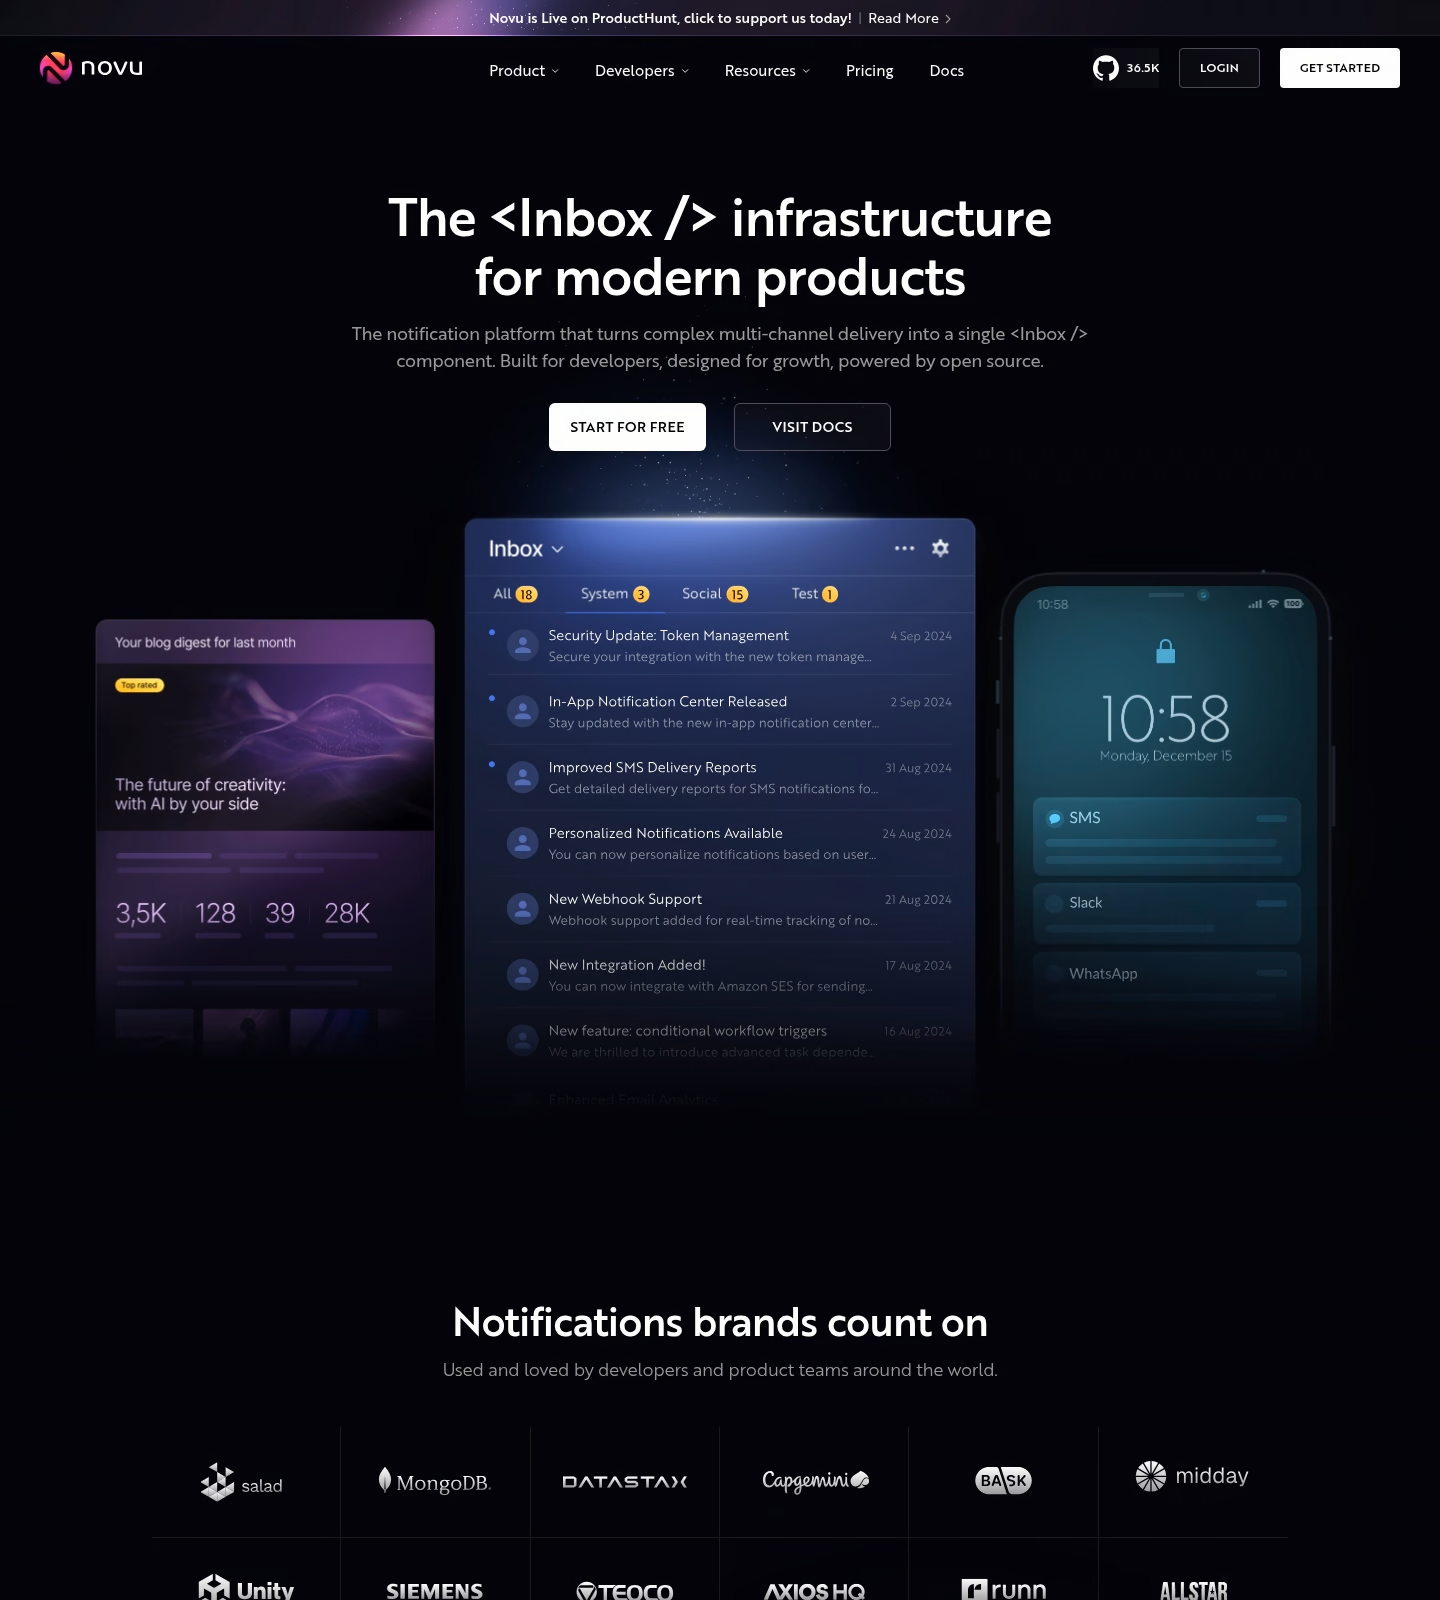 Novu is Live on ProductHunt, click to support us today! | Read More
novu
Product
Developers
Resources
Pricing
Docs
36.5K
LOGIN
GET STARTED
The <Inbox /> infrastructure
for modern products
The notification platform that turns complex multi-channel delivery into a single <Inbox />
component. Built for developers, designed for growth, powered by open source.
START FOR FREE
VISIT DOCS
Your blog digest for last month
Top rated
The future of creativity:
with AI by your side
3,5K 128 39 28K
Inbox
All 18 System 3 Social 15 Test 1
Security Update: Token Management 4 Sep 2024
Secure your integration with the new token manage...
In-App Notification Center Released 2 Sep 2024
Stay updated with the new in-app notification center...
Improved SMS Delivery Reports 31 Aug 2024
Get detailed delivery reports for SMS notifications fo...
Personalized Notifications Available 24 Aug 2024
You can now personalize notifications based on user...
New Webhook Support 21 Aug 2024
Webhook support added for real-time tracking of no...
New Integration Added! 17 Aug 2024
You can now integrate with Amazon SES for sending...
New feature: conditional workflow triggers 16 Aug 2024
We are thrilled to introduce advanced task depende...
Enhanced Email Analytics
10:58
100
10:58
Monday, December 15
SMS
Slack
WhatsApp
Notifications brands count on
Used and loved by developers and product teams around the world.
salad
MongoDB.
DATASTAX
Capgemini
BASK
midday
Unity
SIEMENS
TEOCO
AXIOS HQ
runn
ALLSTAR